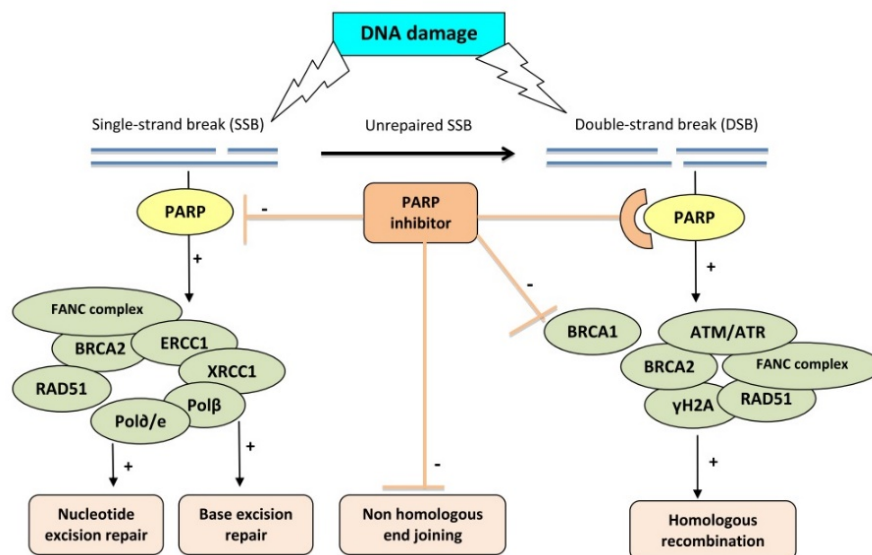 DNA damage
Single-strand break (SSB)
Unrepaired SSB
Double-strand break (DSB)
PARP
-
PARP
inhibitor
PARP
+
-
+
FANC complex
BRCA2
ERCC1
XRCC1
RAD51
Polβ
Pol∂/e
BRCA1
ATM/ATR
BRCA2
FANC complex
RAD51
γH2A
+
+
-
+
Nucleotide
excision repair
Base excision
repair
Non homologous
end joining
Homologous
recombination